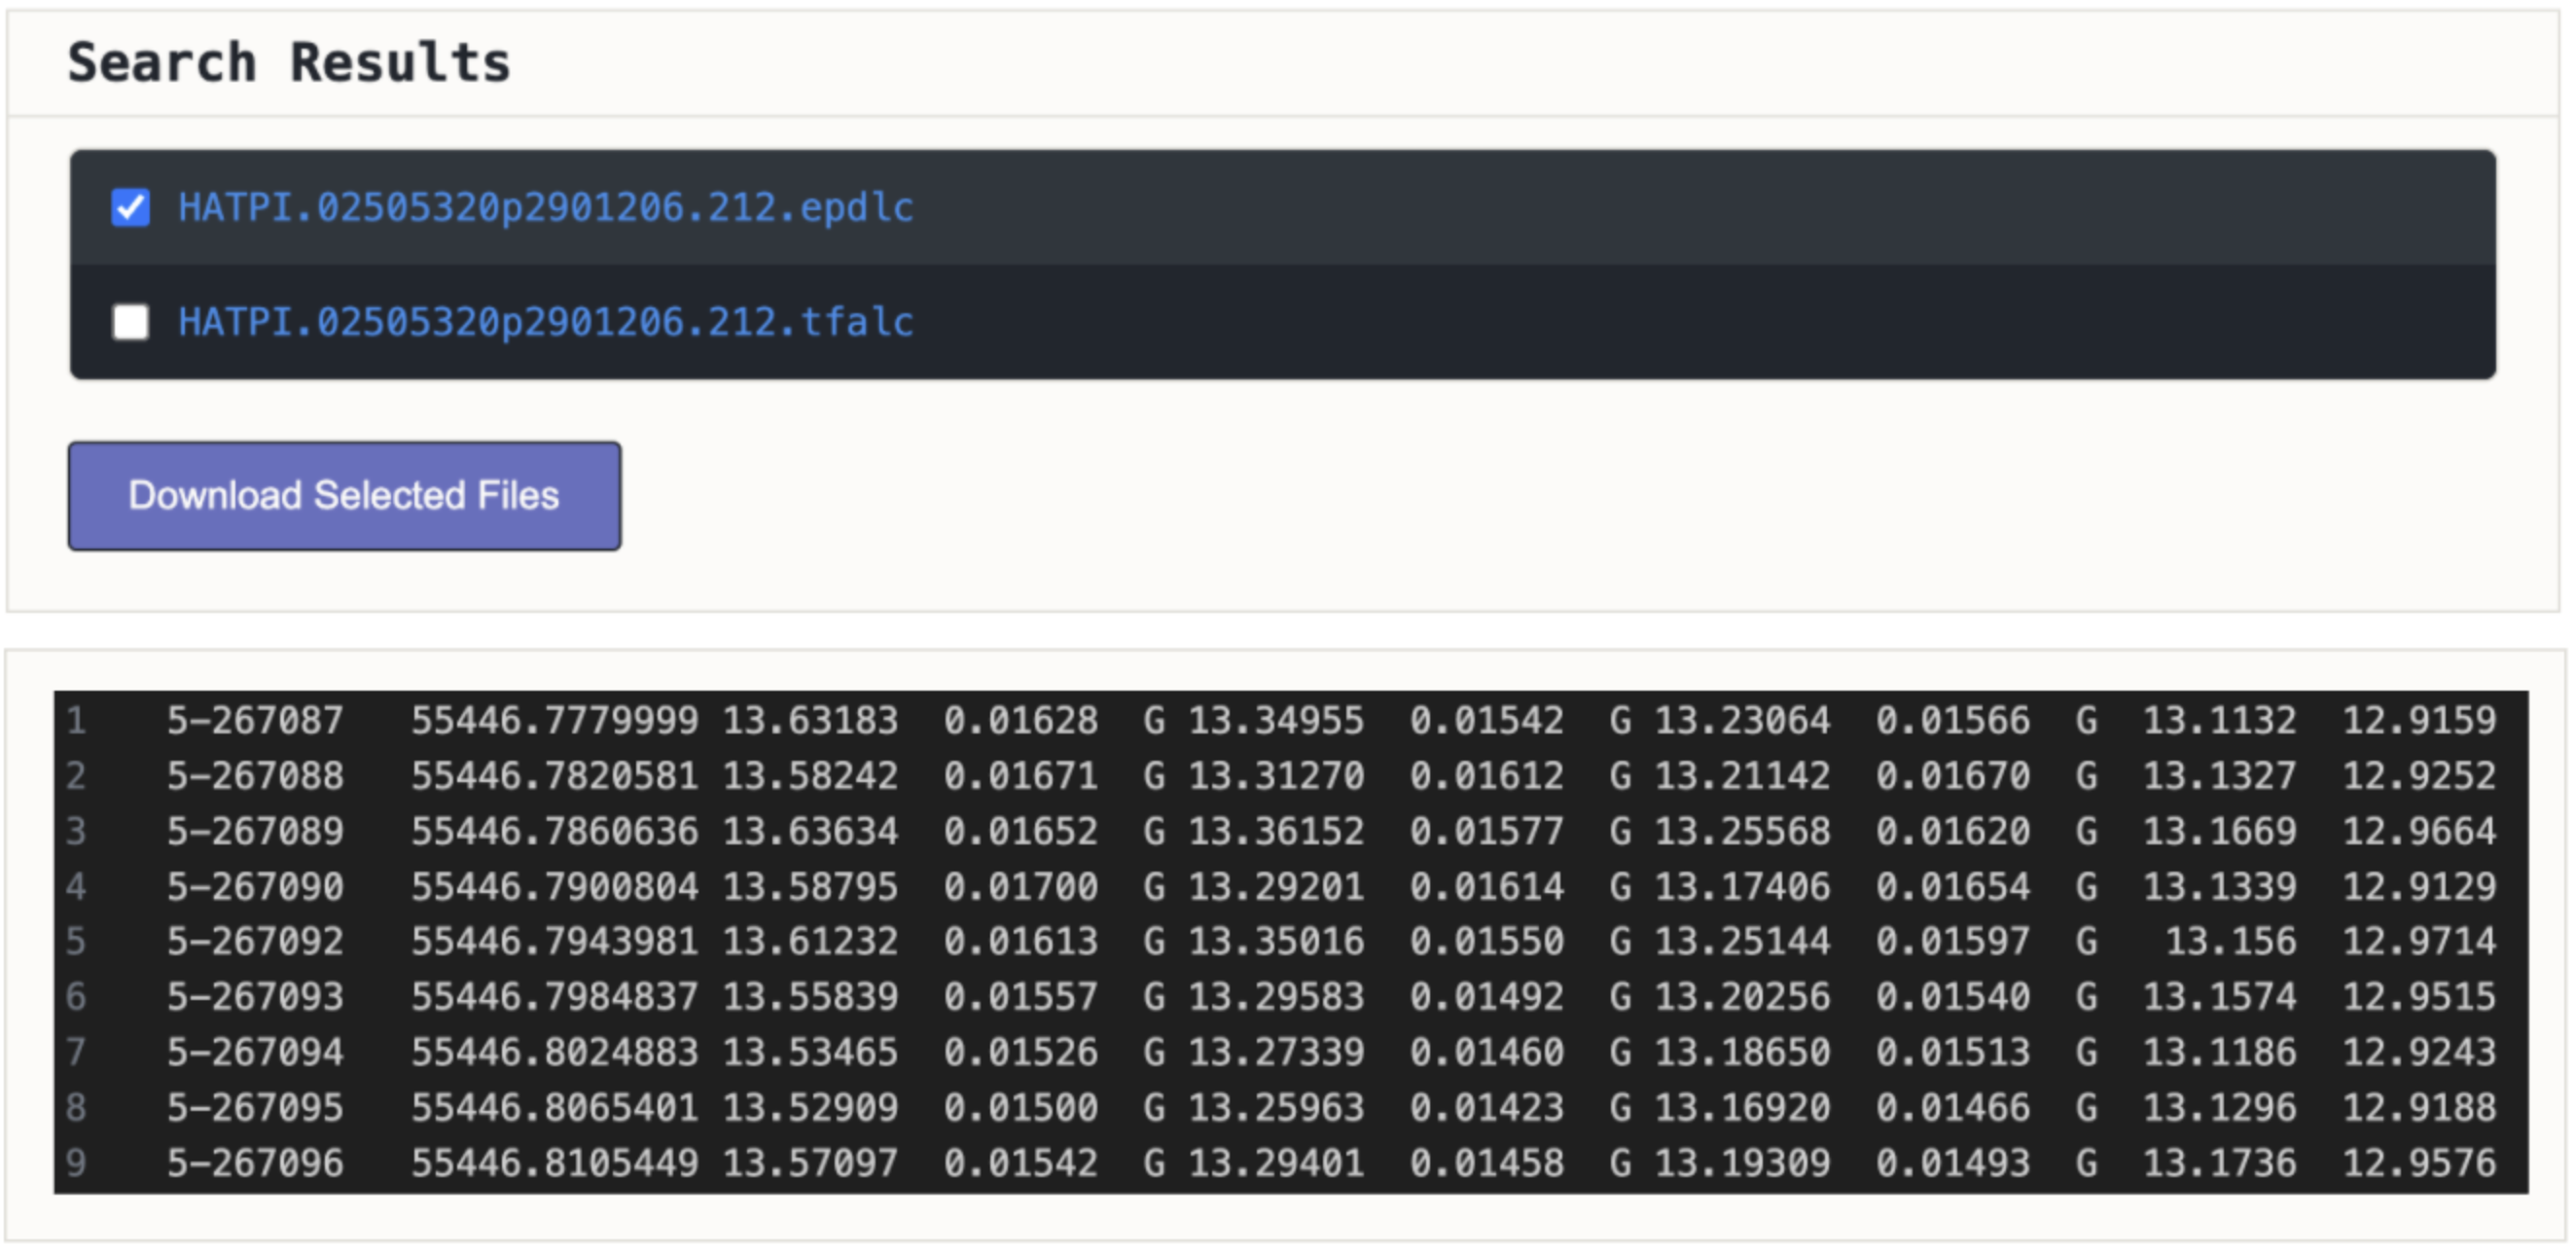 Search Results
HATPI.02505320p2901206.212.epdlc
HATPI.02505320p2901206.212.tfalc
Download Selected Files
1 5-267087 55446.7779999 13.63183 0.01628 G 13.34955 0.01542 G 13.23064 0.01566 G 13.1132 12.9159
2 5-267088 55446.7820581 13.58242 0.01671 G 13.31270 0.01612 G 13.21142 0.01670 G 13.1327 12.9252
3 5-267089 55446.7860636 13.63634 0.01652 G 13.36152 0.01577 G 13.25568 0.01620 G 13.1669 12.9664
4 5-267090 55446.7900804 13.58795 0.01700 G 13.29201 0.01614 G 13.17406 0.01654 G 13.1339 12.9129
5 5-267092 55446.7943981 13.61232 0.01613 G 13.35016 0.01550 G 13.25144 0.01597 G 13.156 12.9714
6 5-267093 55446.7984837 13.55839 0.01557 G 13.29583 0.01492 G 13.20256 0.01540 G 13.1574 12.9515
7 5-267094 55446.8024883 13.53465 0.01526 G 13.27339 0.01460 G 13.18650 0.01513 G 13.1186 12.9243
8 5-267095 55446.8065401 13.52909 0.01500 G 13.25963 0.01423 G 13.16920 0.01466 G 13.1296 12.9188
9 5-267096 55446.8105449 13.57097 0.01542 G 13.29401 0.01458 G 13.19309 0.01493 G 13.1736 12.9576